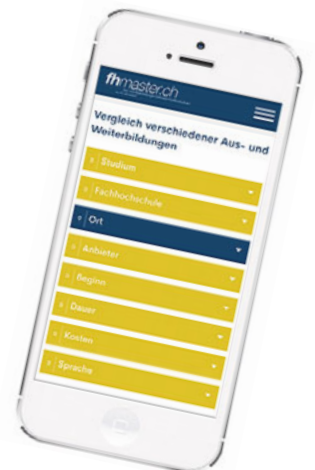 fhmaster.ch
Vergleich verschiedener Aus- und
Weiterbildungen
Studium
Fachhochschule
Ort
Anbieter
Beginn
Dauer
Kosten
Sprache